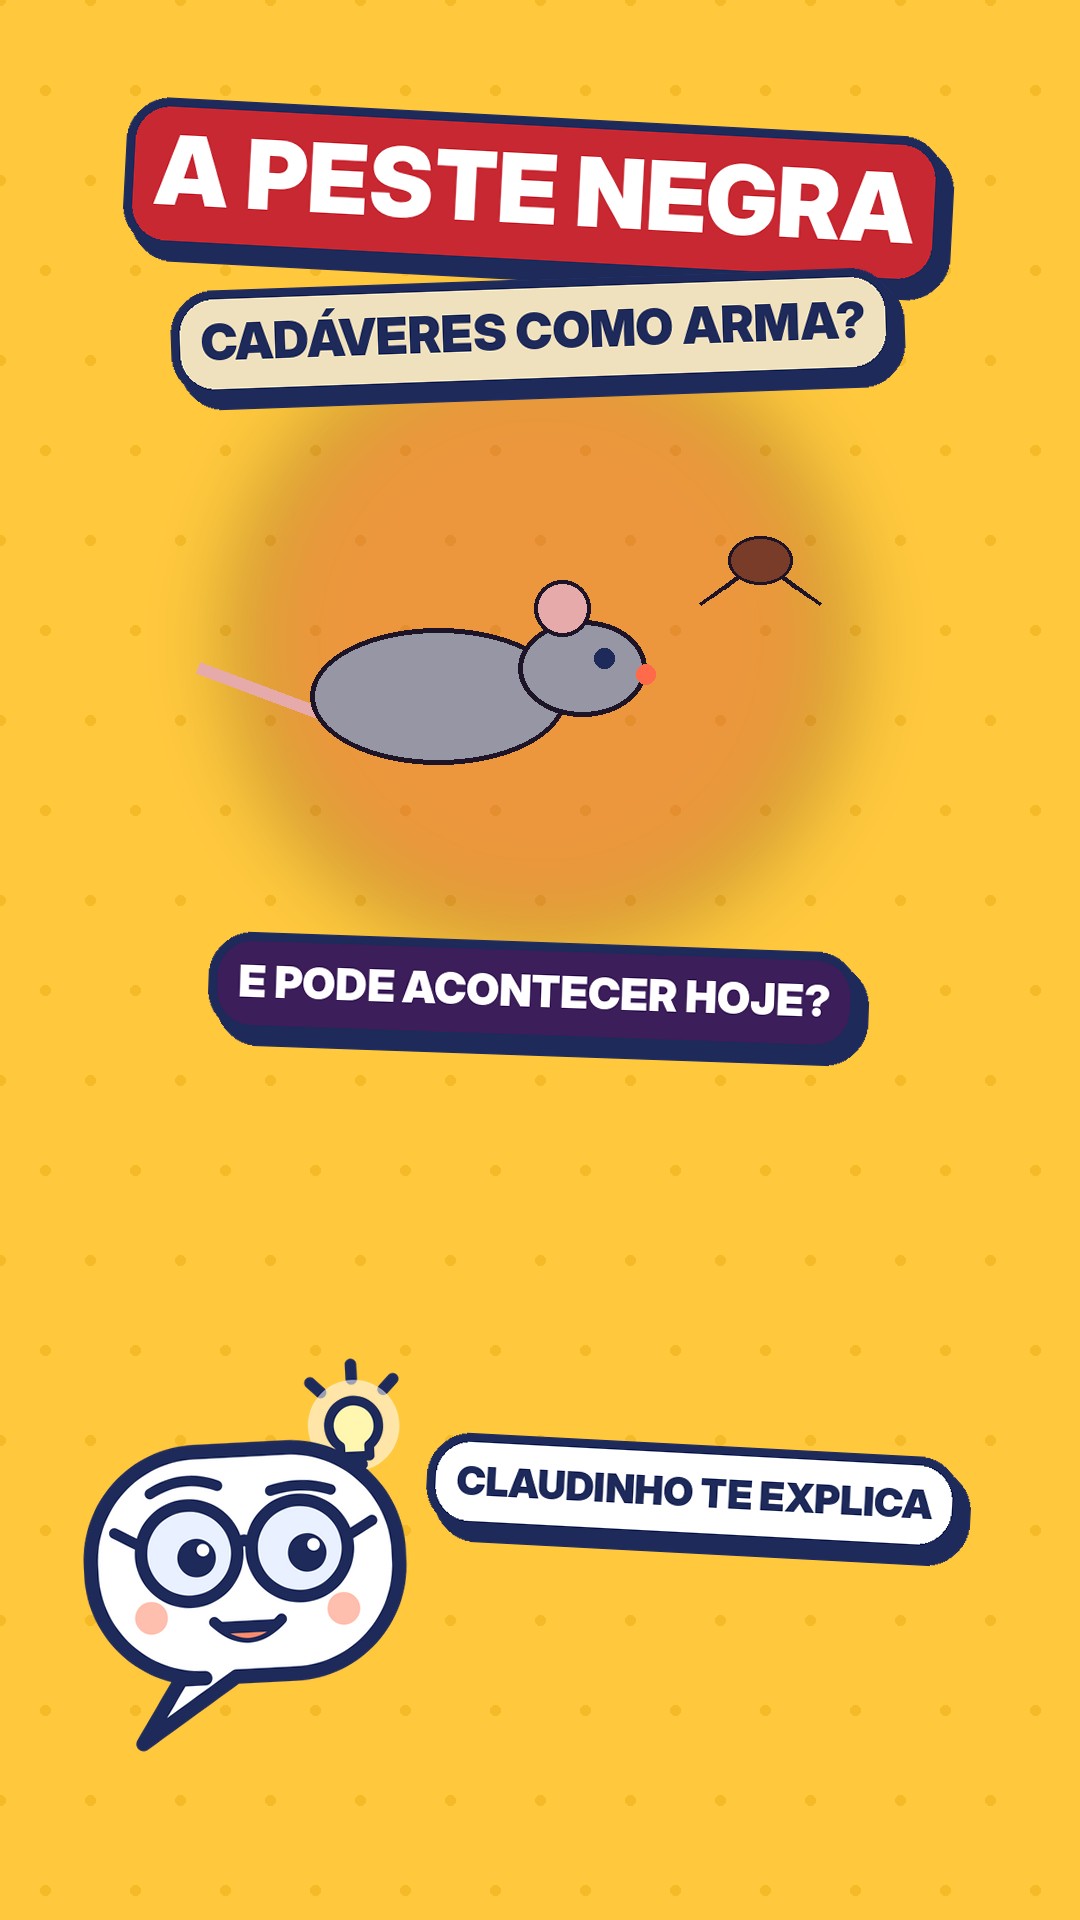 A PESTE NEGRA
CADÁVERES COMO ARMA?
E PODE ACONTECER HOJE?
CLAUDINHO TE EXPLICA